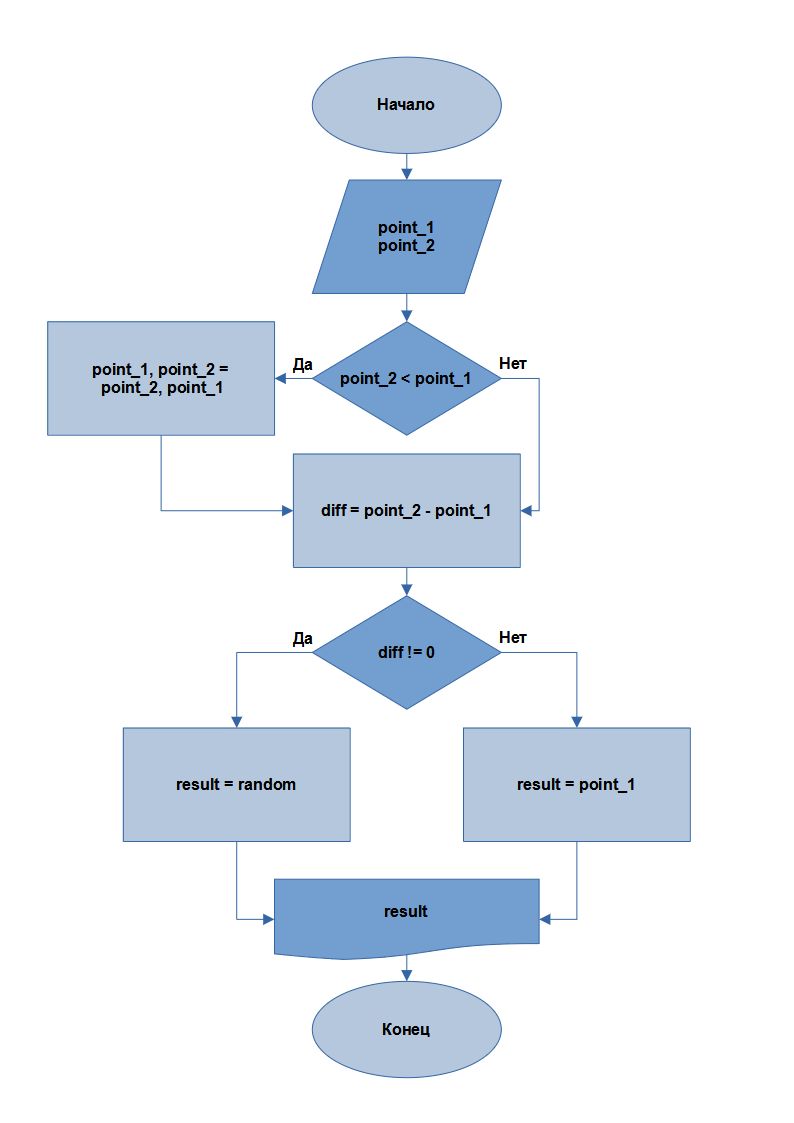 Начало
point_1
point_2
Да
Нет
point_2 < point_1
point_1, point_2 =
point_2, point_1
diff = point_2 - point_1
Да
Нет
diff != 0
result = random
result = point_1
result
Конец